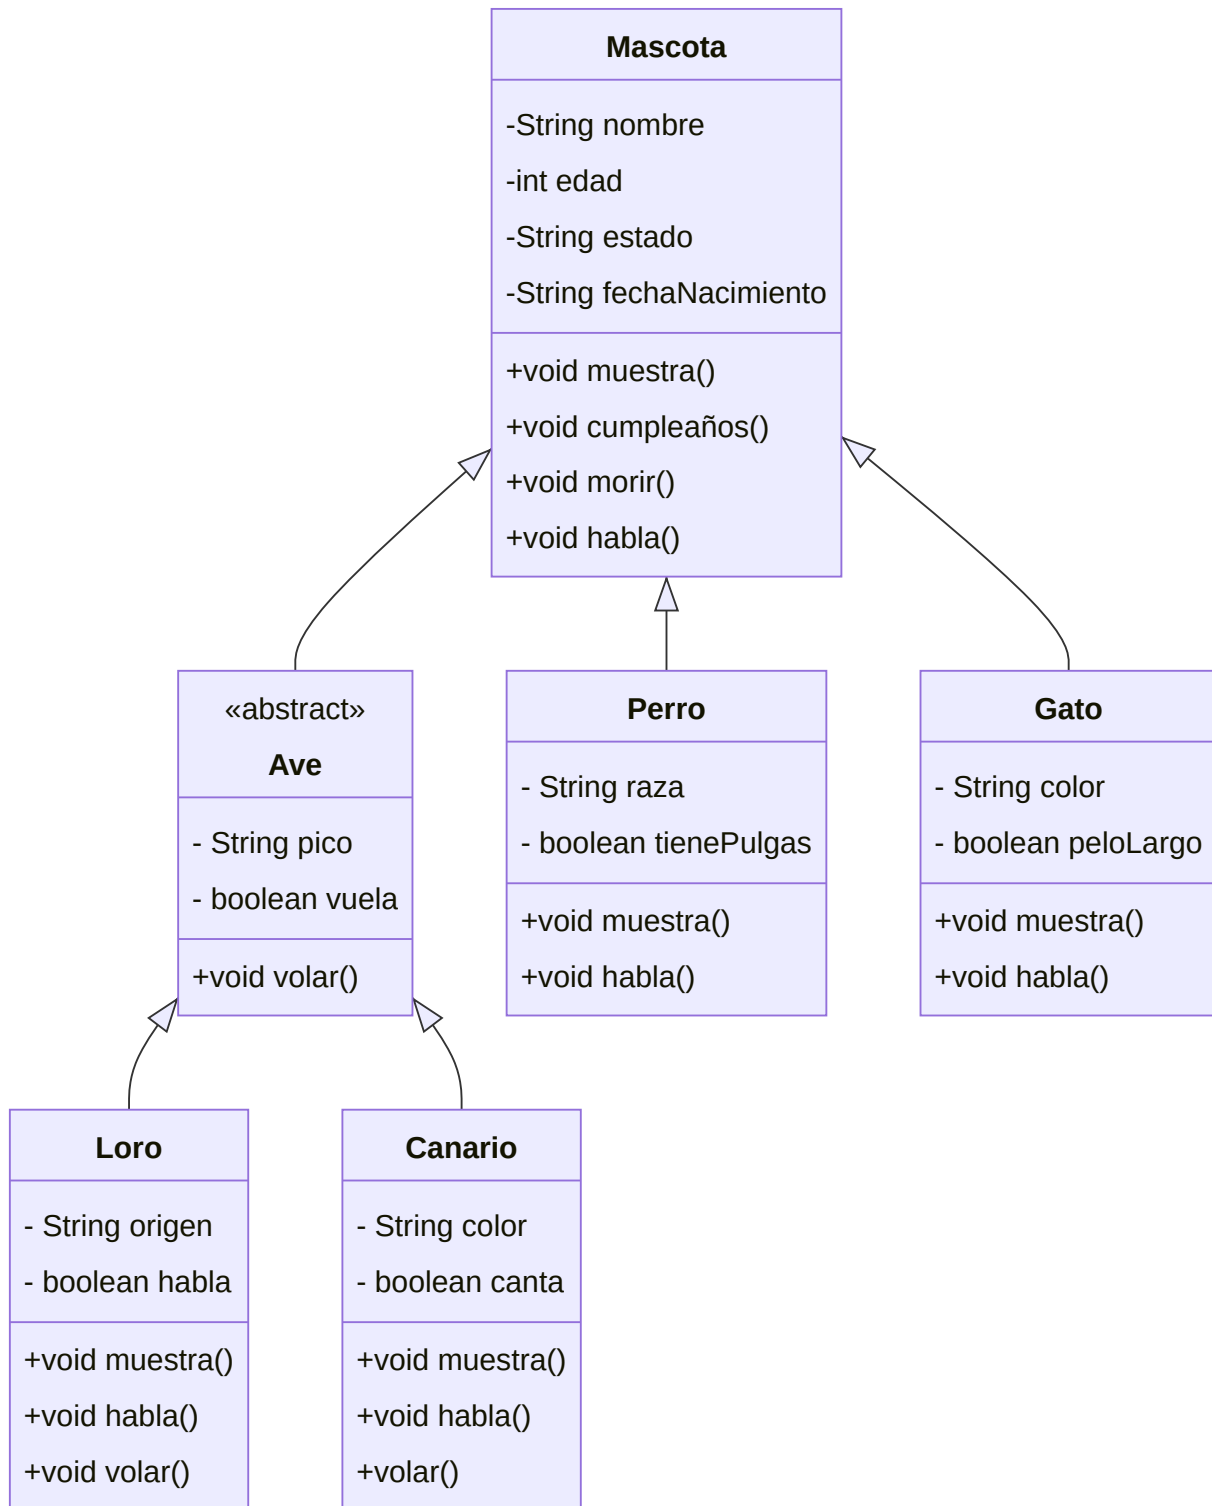 Mascota
-String nombre
-int edad
-String estado
-String fechaNacimiento
+void muestra()
+void cumpleaños()
+void morir()
+void habla()
«abstract»
Ave
- String pico
- boolean vuela
+void volar()
Perro
- String raza
- boolean tienePulgas
+void muestra()
+void habla()
Gato
- String color
- boolean peloLargo
+void muestra()
+void habla()
Loro
- String origen
- boolean habla
+void muestra()
+void habla()
+void volar()
Canario
- String color
- boolean canta
+void muestra()
+void habla()
+volar()